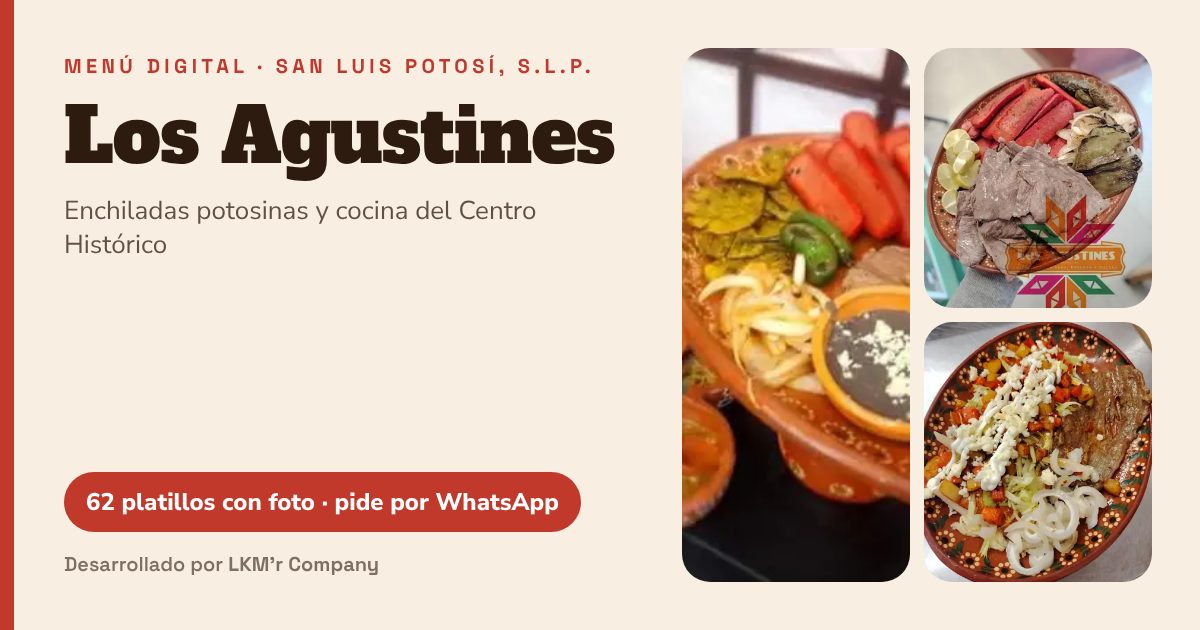 MENÚ DIGITAL · SAN LUIS POTOSÍ, S.L.P.
Los Agustines
Enchiladas potosinas y cocina del Centro
Histórico
62 platillos con foto · pide por WhatsApp
Desarrollado por LKM’r Company